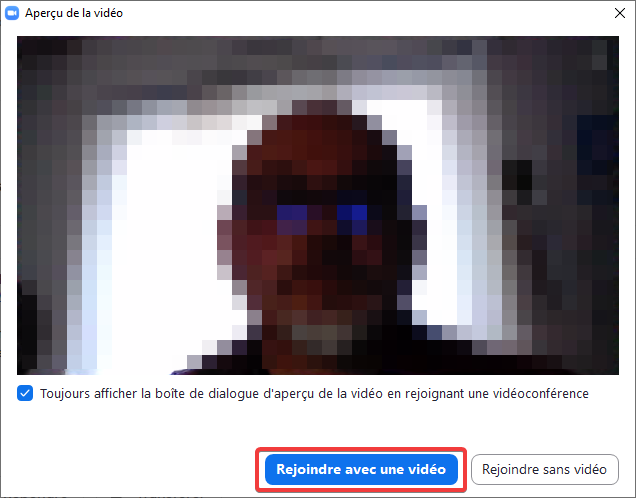 Aperçu de la vidéo
Toujours afficher la boîte de dialogue d'aperçu de la vidéo en rejoignant une vidéoconférence
Rejoindre avec une vidéo
Rejoindre sans vidéo